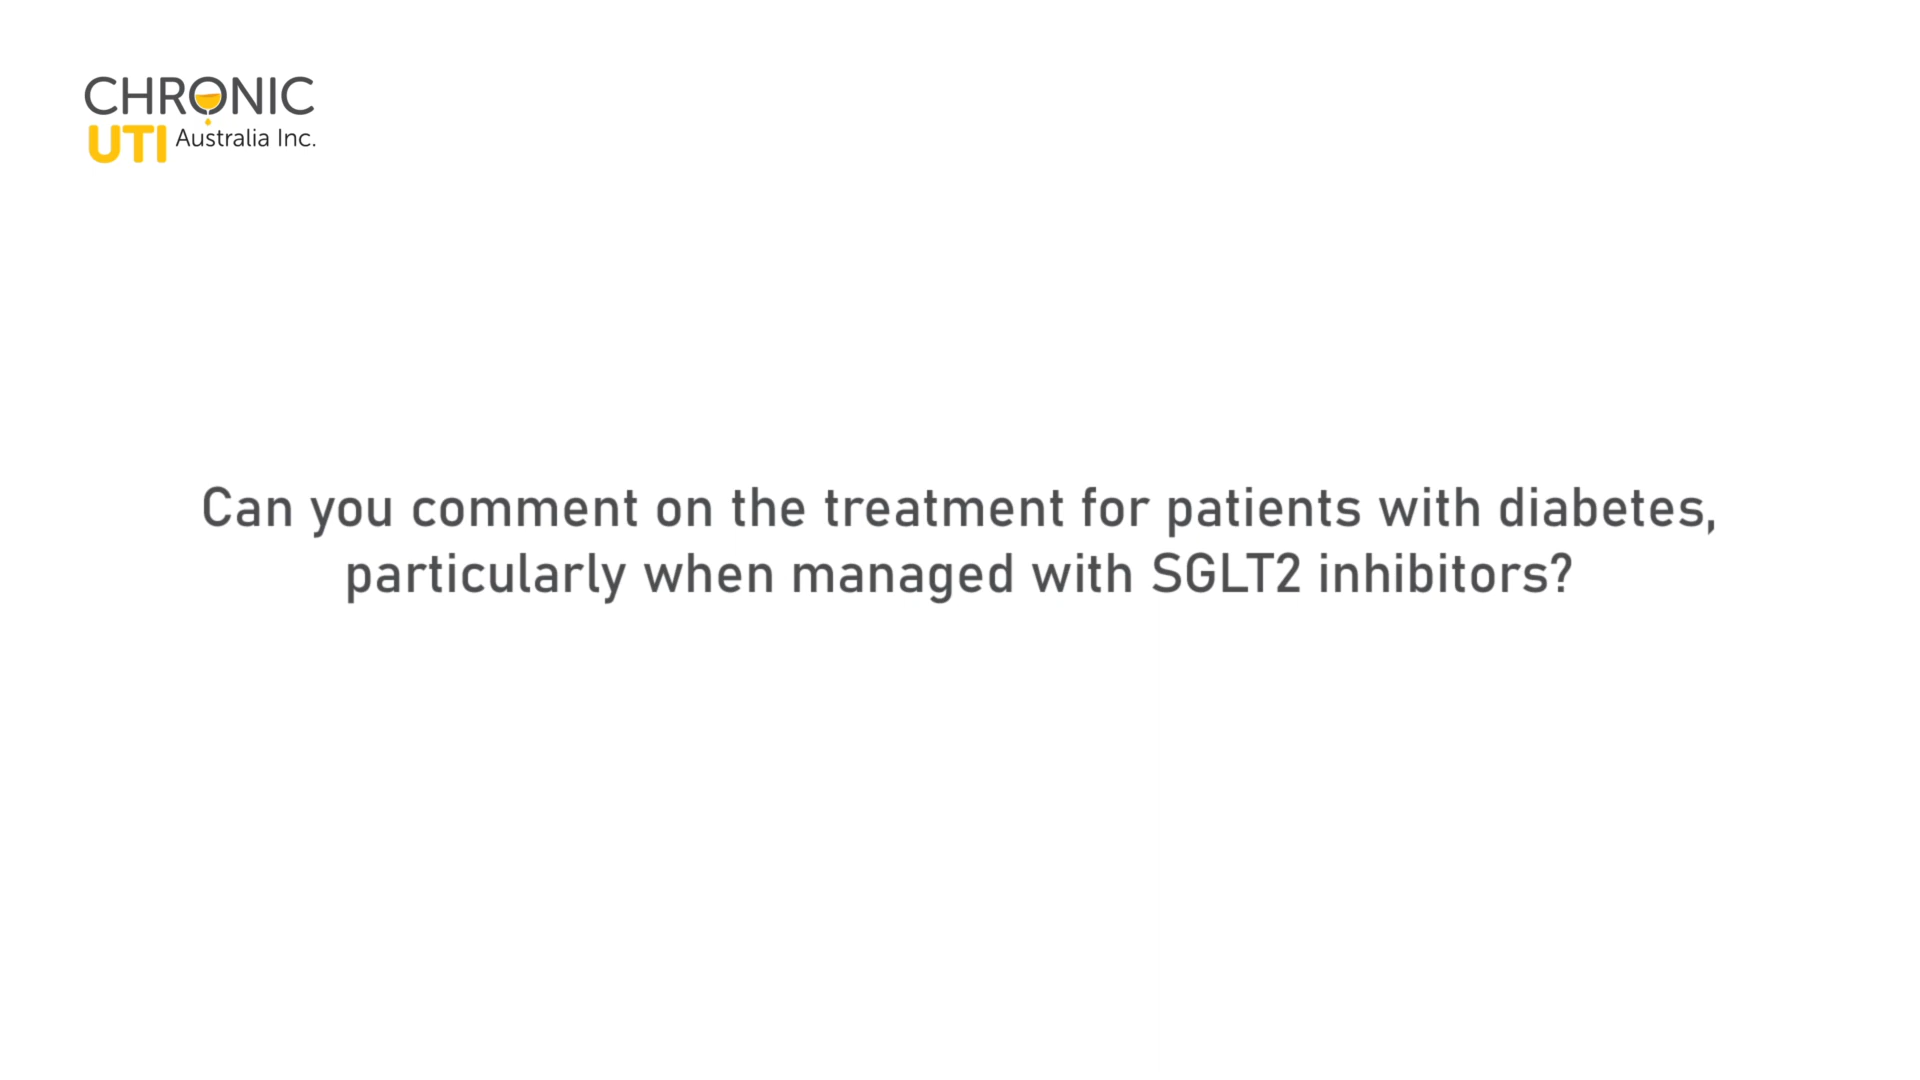 CHRONIC
UTI Australia Inc.
Can you comment on the treatment for patients with diabetes,
particularly when managed with SGLT2 inhibitors?